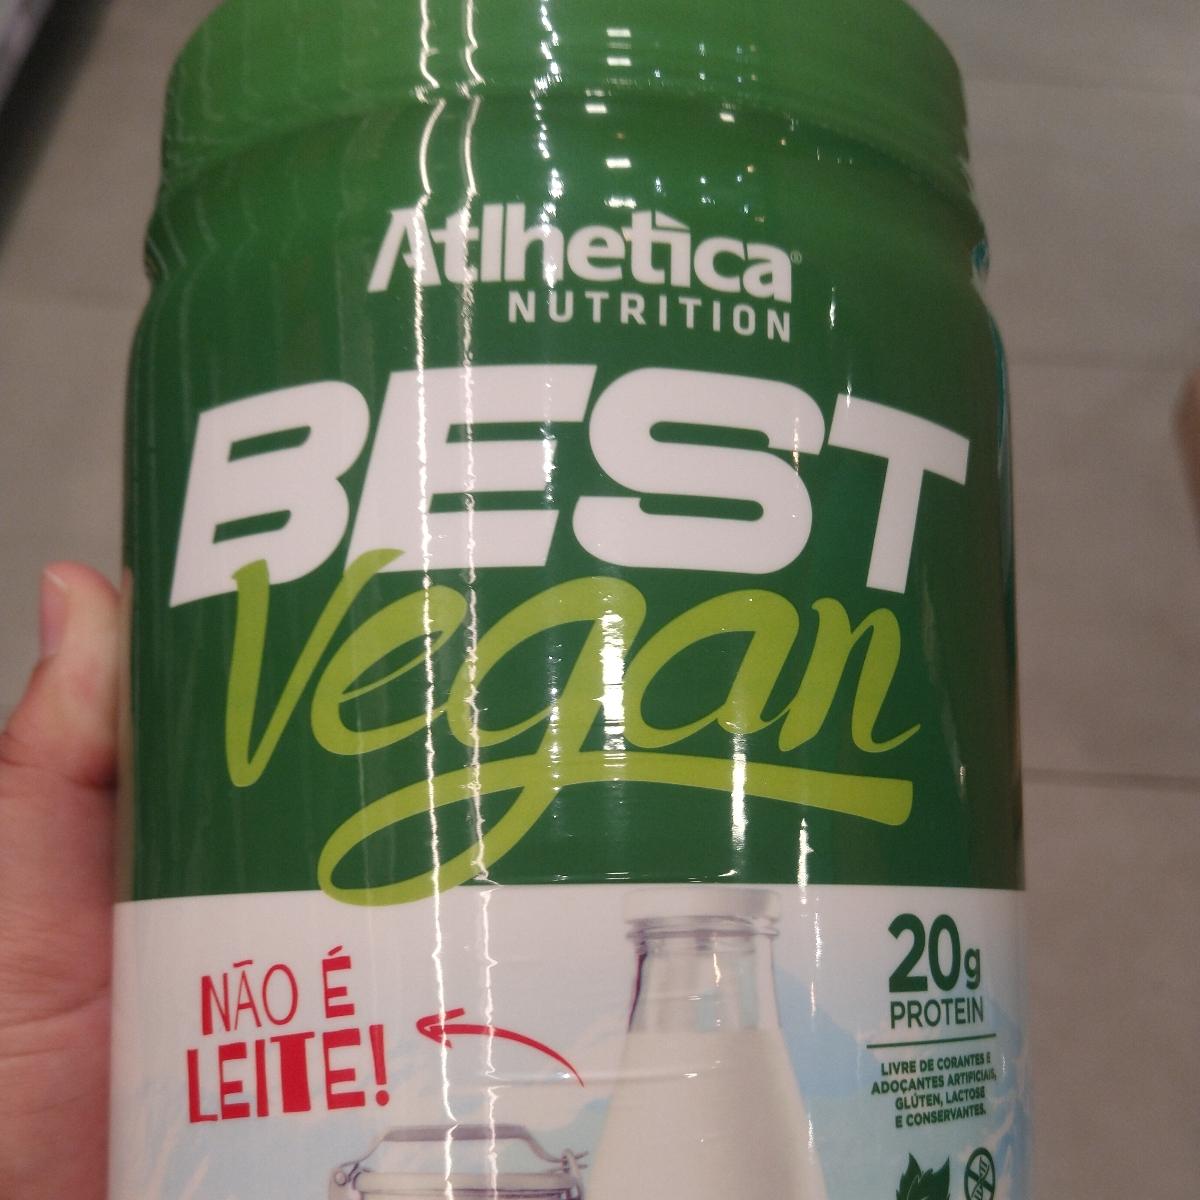 Atlhetica®
NUTRITION
BEST
Vegan
NÃO É
LEITE!
20g
PROTEIN
LIVRE DE CORANTES E
ADOÇANTES ARTIFICIAIS,
GLÚTEN, LACTOSE
E CONSERVANTES.